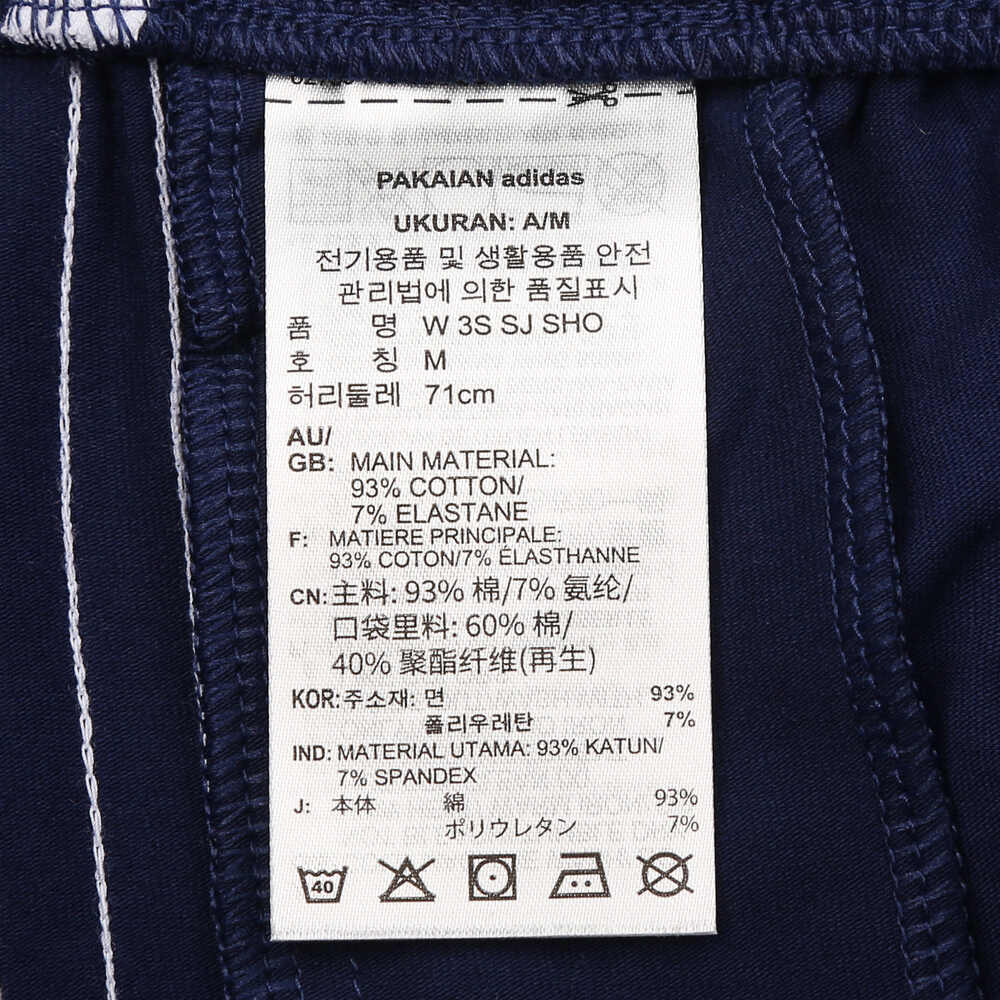 PAKAIAN adidas
UKURAN: A/M
전기용품 및 생활용품 안전
관리법에 의한 품질표시
품 명 W 3S SJ SHO
호 칭 M
허리둘레 71cm
AU/
GB: MAIN MATERIAL:
93% COTTON/
7% ELASTANE
F: MATIERE PRINCIPALE:
93% COTON/7% ÉLASTHANNE
CN: 主料: 93% 棉/7% 氨纶/
口袋里料: 60% 棉/
40% 聚酯纤维(再生)
KOR: 주소재: 면 93%
폴리우레탄 7%
IND: MATERIAL UTAMA: 93% KATUN/
7% SPANDEX
J: 本体 綿 93%
ポリウレタン 7%
40